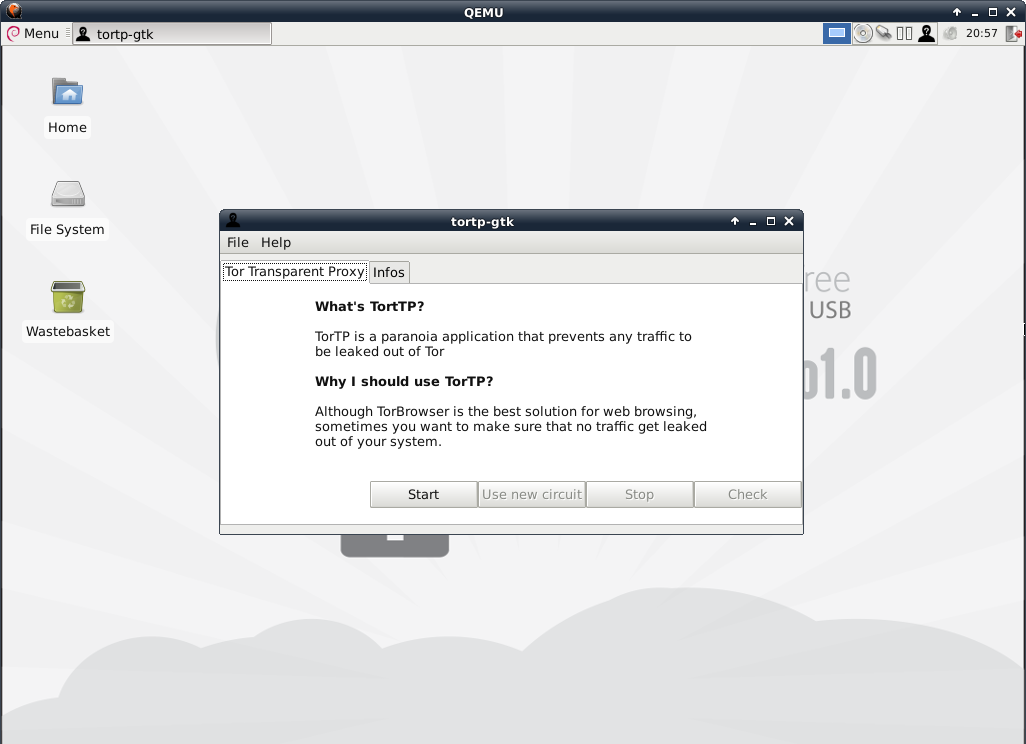 QEMU
Menu
tortp-gtk
20:57
Home
File System
Wastebasket
tortp-gtk
File Help
Tor Transparent Proxy
Infos
What's TortTP?
TorTP is a paranoia application that prevents any traffic to
be leaked out of Tor
Why I should use TorTP?
Although TorBrowser is the best solution for web browsing,
sometimes you want to make sure that no traffic get leaked
out of your system.
Start
Use new circuit
Stop
Check
ree
USB
1.0